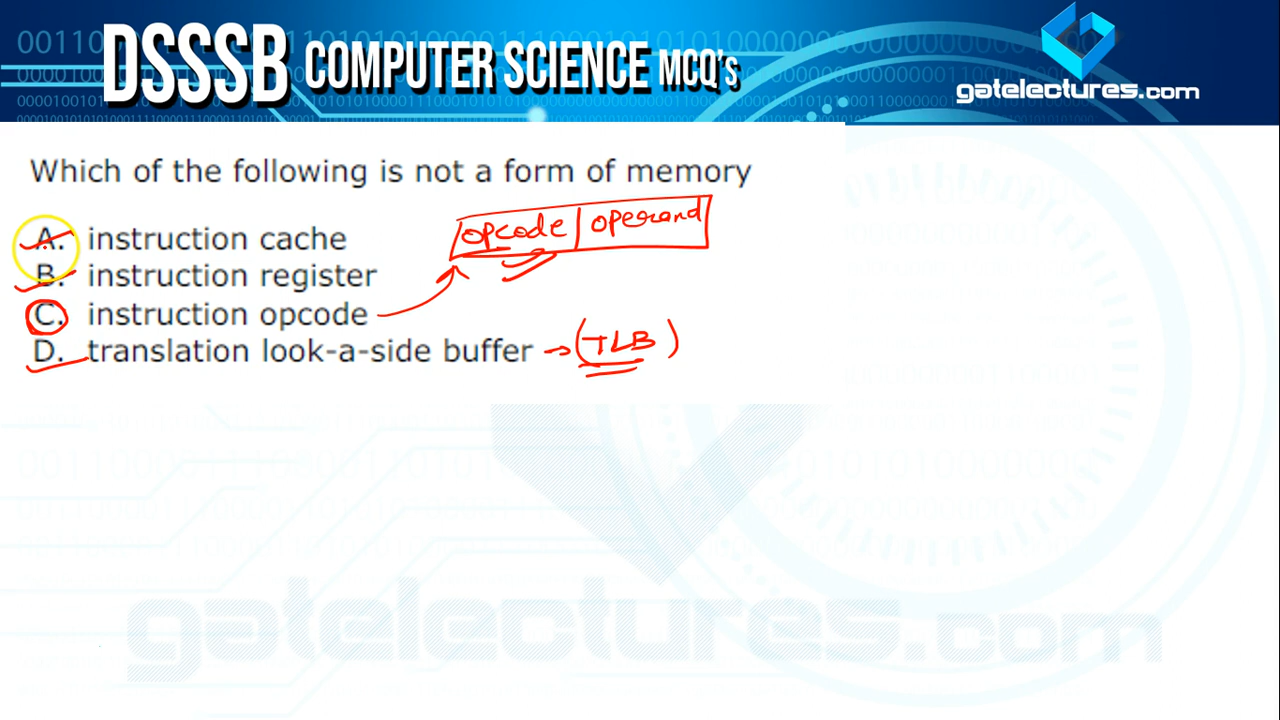 DSSSB COMPUTER SCIENCE MCQ's
gatelectures.com
Which of the following is not a form of memory
opcode | operand
A. instruction cache
B. instruction register
C. instruction opcode
D. translation look-a-side buffer → (TLB)
gatelectures.com